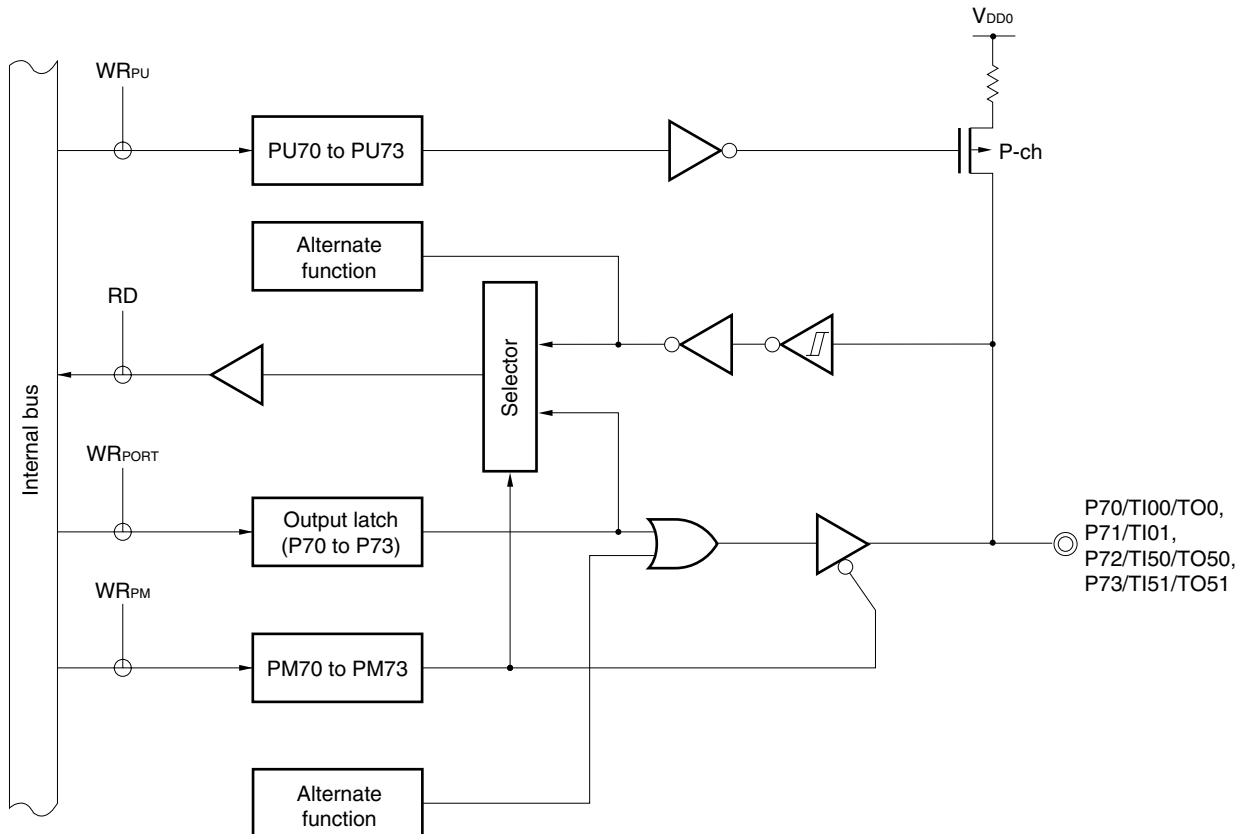 VDD0
WRPU
PU70 to PU73
P-ch
Alternate
function
RD
Selector
Internal bus
WRPORT
Output latch
(P70 to P73)
P70/TI00/TO0,
P71/TI01,
P72/TI50/TO50,
P73/TI51/TO51
WRPM
PM70 to PM73
Alternate
function